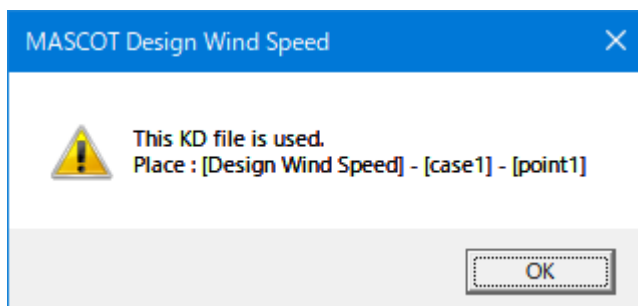 MASCOT Design Wind Speed
This KD file is used.
Place : [Design Wind Speed] - [case1] - [point1]
OK